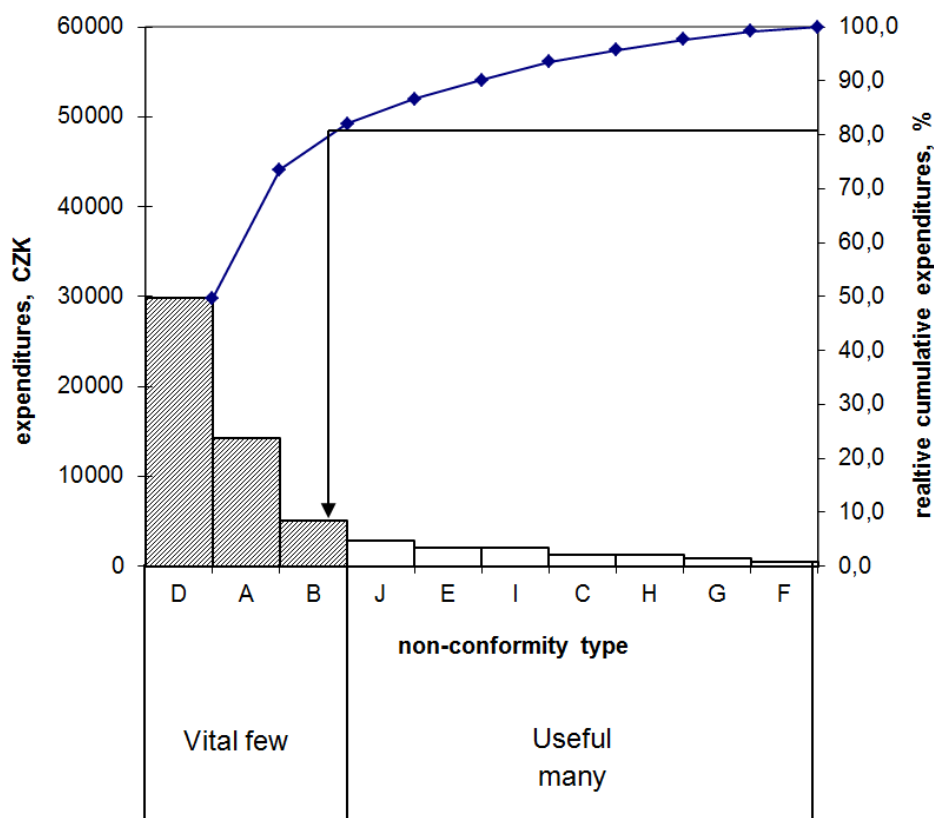 60000
50000
40000
30000
20000
10000
0
expenditures, CZK
100,0
90,0
80,0
70,0
60,0
50,0
40,0
30,0
20,0
10,0
0,0
realtive cumulative expenditures, %
D A B J E I C H G F
non-conformity type
Vital few
Useful
many